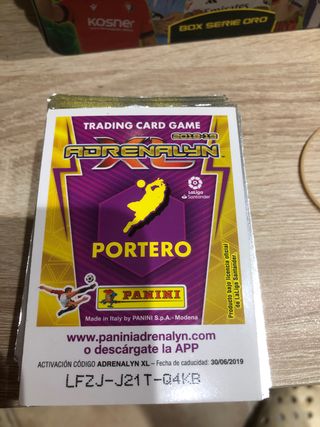 KOSNER
BOX SERIE ORO
TRADING CARD GAME
2018-19
ADRENALYN
XL
LaLiga
Santander
PORTERO
PANINI
Made in Italy by PANINI S.p.A. - Modena
Producto bajo licencia oficial
de LaLiga Santander
www.paniniadrenalyn.com
o descárgate la APP
ACTIVACIÓN CÓDIGO ADRENALYN XL – Fecha de caducidad: 30/06/2019
LFZJ-J21T-Q4KB